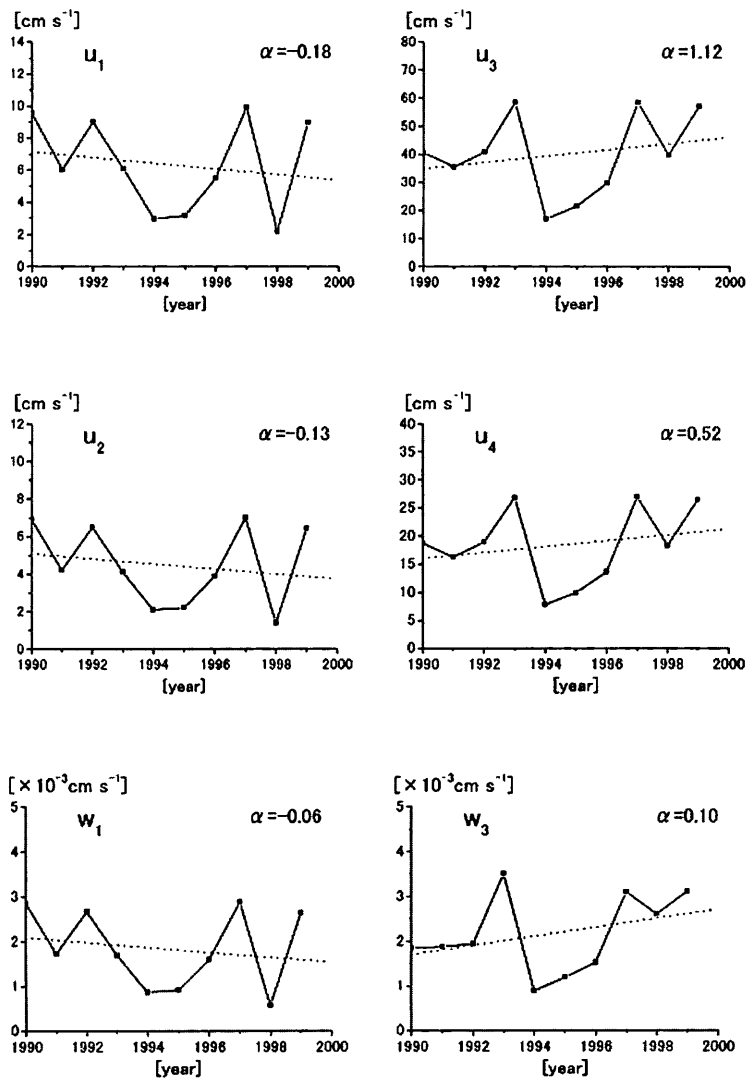 [cm s⁻¹]
u₁
α=-0.18
14
12
10
8
6
4
2
0
1990 1992 1994 1996 1998 2000
[year]
[cm s⁻¹]
u₃
α=1.12
80
70
60
50
40
30
20
10
0
1990 1992 1994 1996 1998 2000
[year]
[cm s⁻¹]
u₂
α=-0.13
12
10
8
6
4
2
0
1990 1992 1994 1996 1998 2000
[year]
[cm s⁻¹]
u₄
α=0.52
40
35
30
25
20
15
10
5
0
1990 1992 1994 1996 1998 2000
[year]
[×10⁻³cm s⁻¹]
w₁
α=-0.06
5
4
3
2
1
0
1990 1992 1994 1996 1998 2000
[year]
[×10⁻³cm s⁻¹]
w₃
α=0.10
5
4
3
2
1
0
1990 1992 1994 1996 1998 2000
[year]